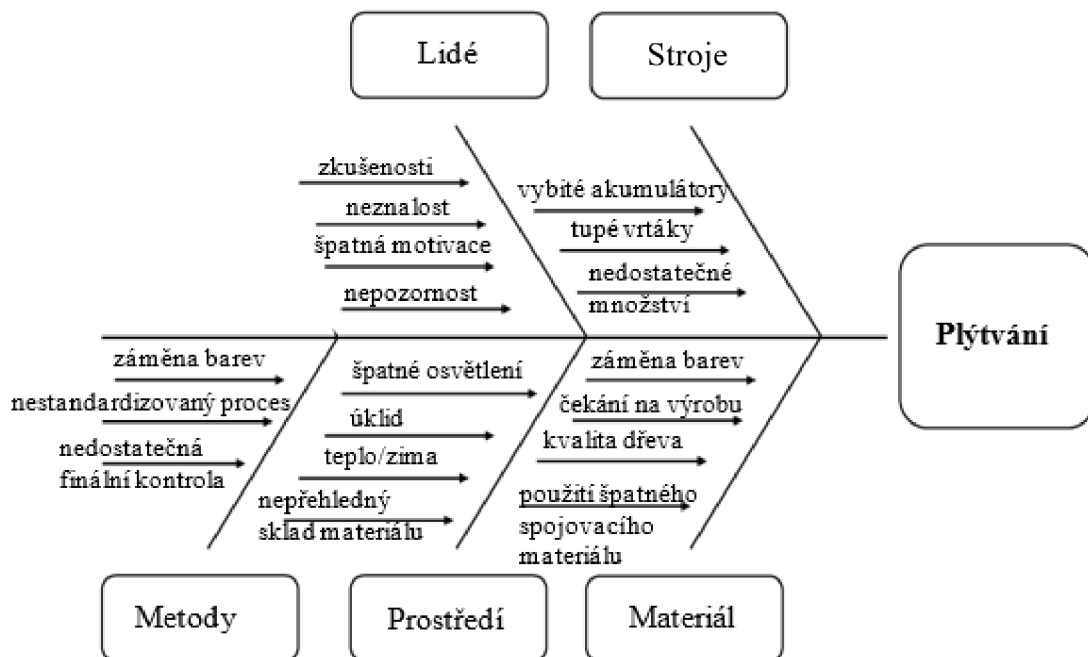 Lidé
Stroje
zkušenosti
neznalost
špatná motivace
nepozornost
vybité akumulátory
tupé vrtáky
nedostatečné
množství
Plýtvání
záměna barev
nestandardizovaný proces
nedostatečná
finální kontrola
špatné osvětlení
úklid
teplo/zima
nepřehledný
sklad materiálu
záměna barev
čekání na výrobu
kvalita dřeva
použití špatného
spojovacího
materiálu
Metody
Prostředí
Materiál